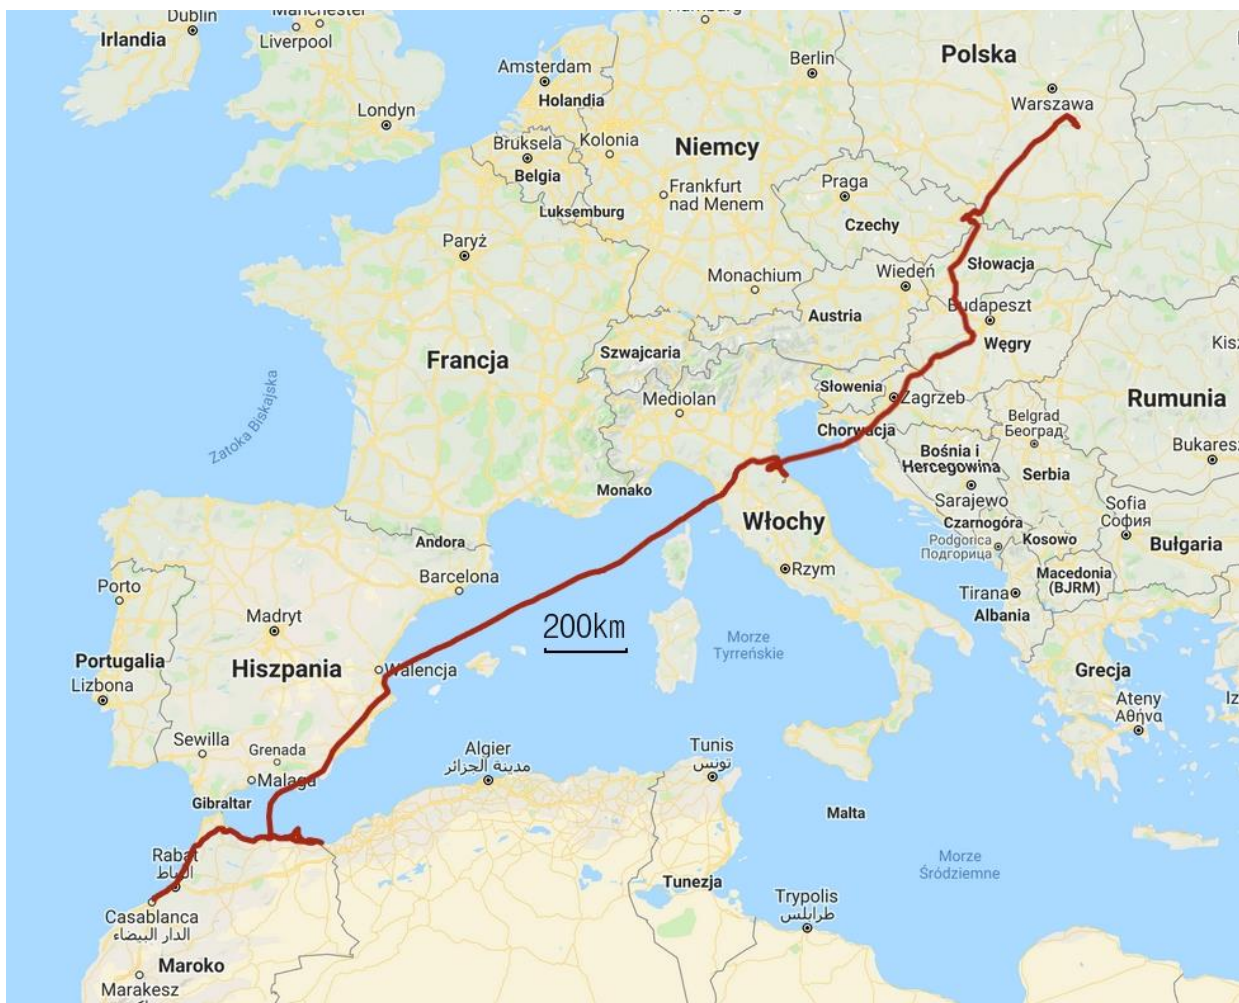 Dublin
Manchester
Hamburg
Irlandia
Liverpool
Berlin
Polska
Amsterdam
Holandia
Warszawa
Londyn
Bruksela
Kolonia
Niemcy
Belgia
Frankfurt
nad Menem
Praga
Luksemburg
Czechy
Paryż
Monachium
Wiedeń
Słowacja
Austria
Budapeszt
Francja
Szwajcaria
Węgry
Kisz
Słowenia
Mediolan
Zagrzeb
Rumunia
Zatoka Biskajska
Chorwacja
Belgrad
Београд
Bośnia i
Hercegowina
Bukaresz
Serbia
Monako
Sarajewo
Włochy
Czarnogóra
Sofia
София
Andora
Podgorica
Подгорица
Kosowo
Bułgaria
Barcelona
Rzym
Macedonia
(BJRM)
Porto
Tirana
Albania
Madryt
200km
Morze
Tyrreńskie
Portugalia
Hiszpania
Walencja
Grecja
Lizbona
Ateny
Αθήνα
Iz
Sewilla
Grenada
Algier
مدينة الجزائر
Tunis
تونس
Malaga
Gibraltar
Malta
Rabat
الرباط
Morze
Śródziemne
Tunezja
Casablanca
الدار البيضاء
Trypolis
طرابلس
Maroko
Marakesz